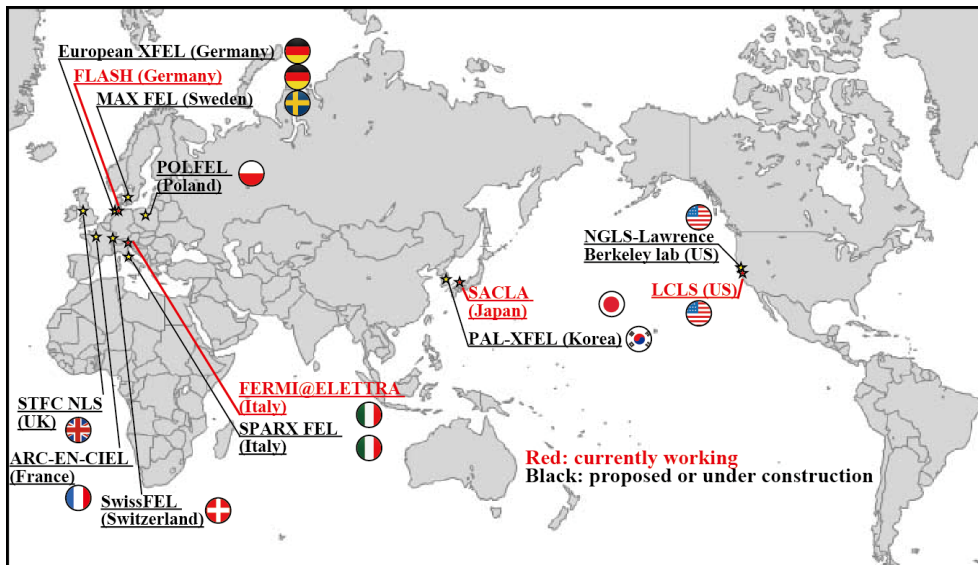 European XFEL (Germany)
FLASH (Germany)
MAX FEL (Sweden)
POLFEL
(Poland)
NGLS-Lawrence
Berkeley lab (US)
LCLS (US)
SACLA
(Japan)
PAL-XFEL (Korea)
FERMI@ELETTRA
(Italy)
SPARX FEL
(Italy)
STFC NLS
(UK)
ARC-EN-CIEL
(France)
SwissFEL
(Switzerland)
Red: currently working
Black: proposed or under construction